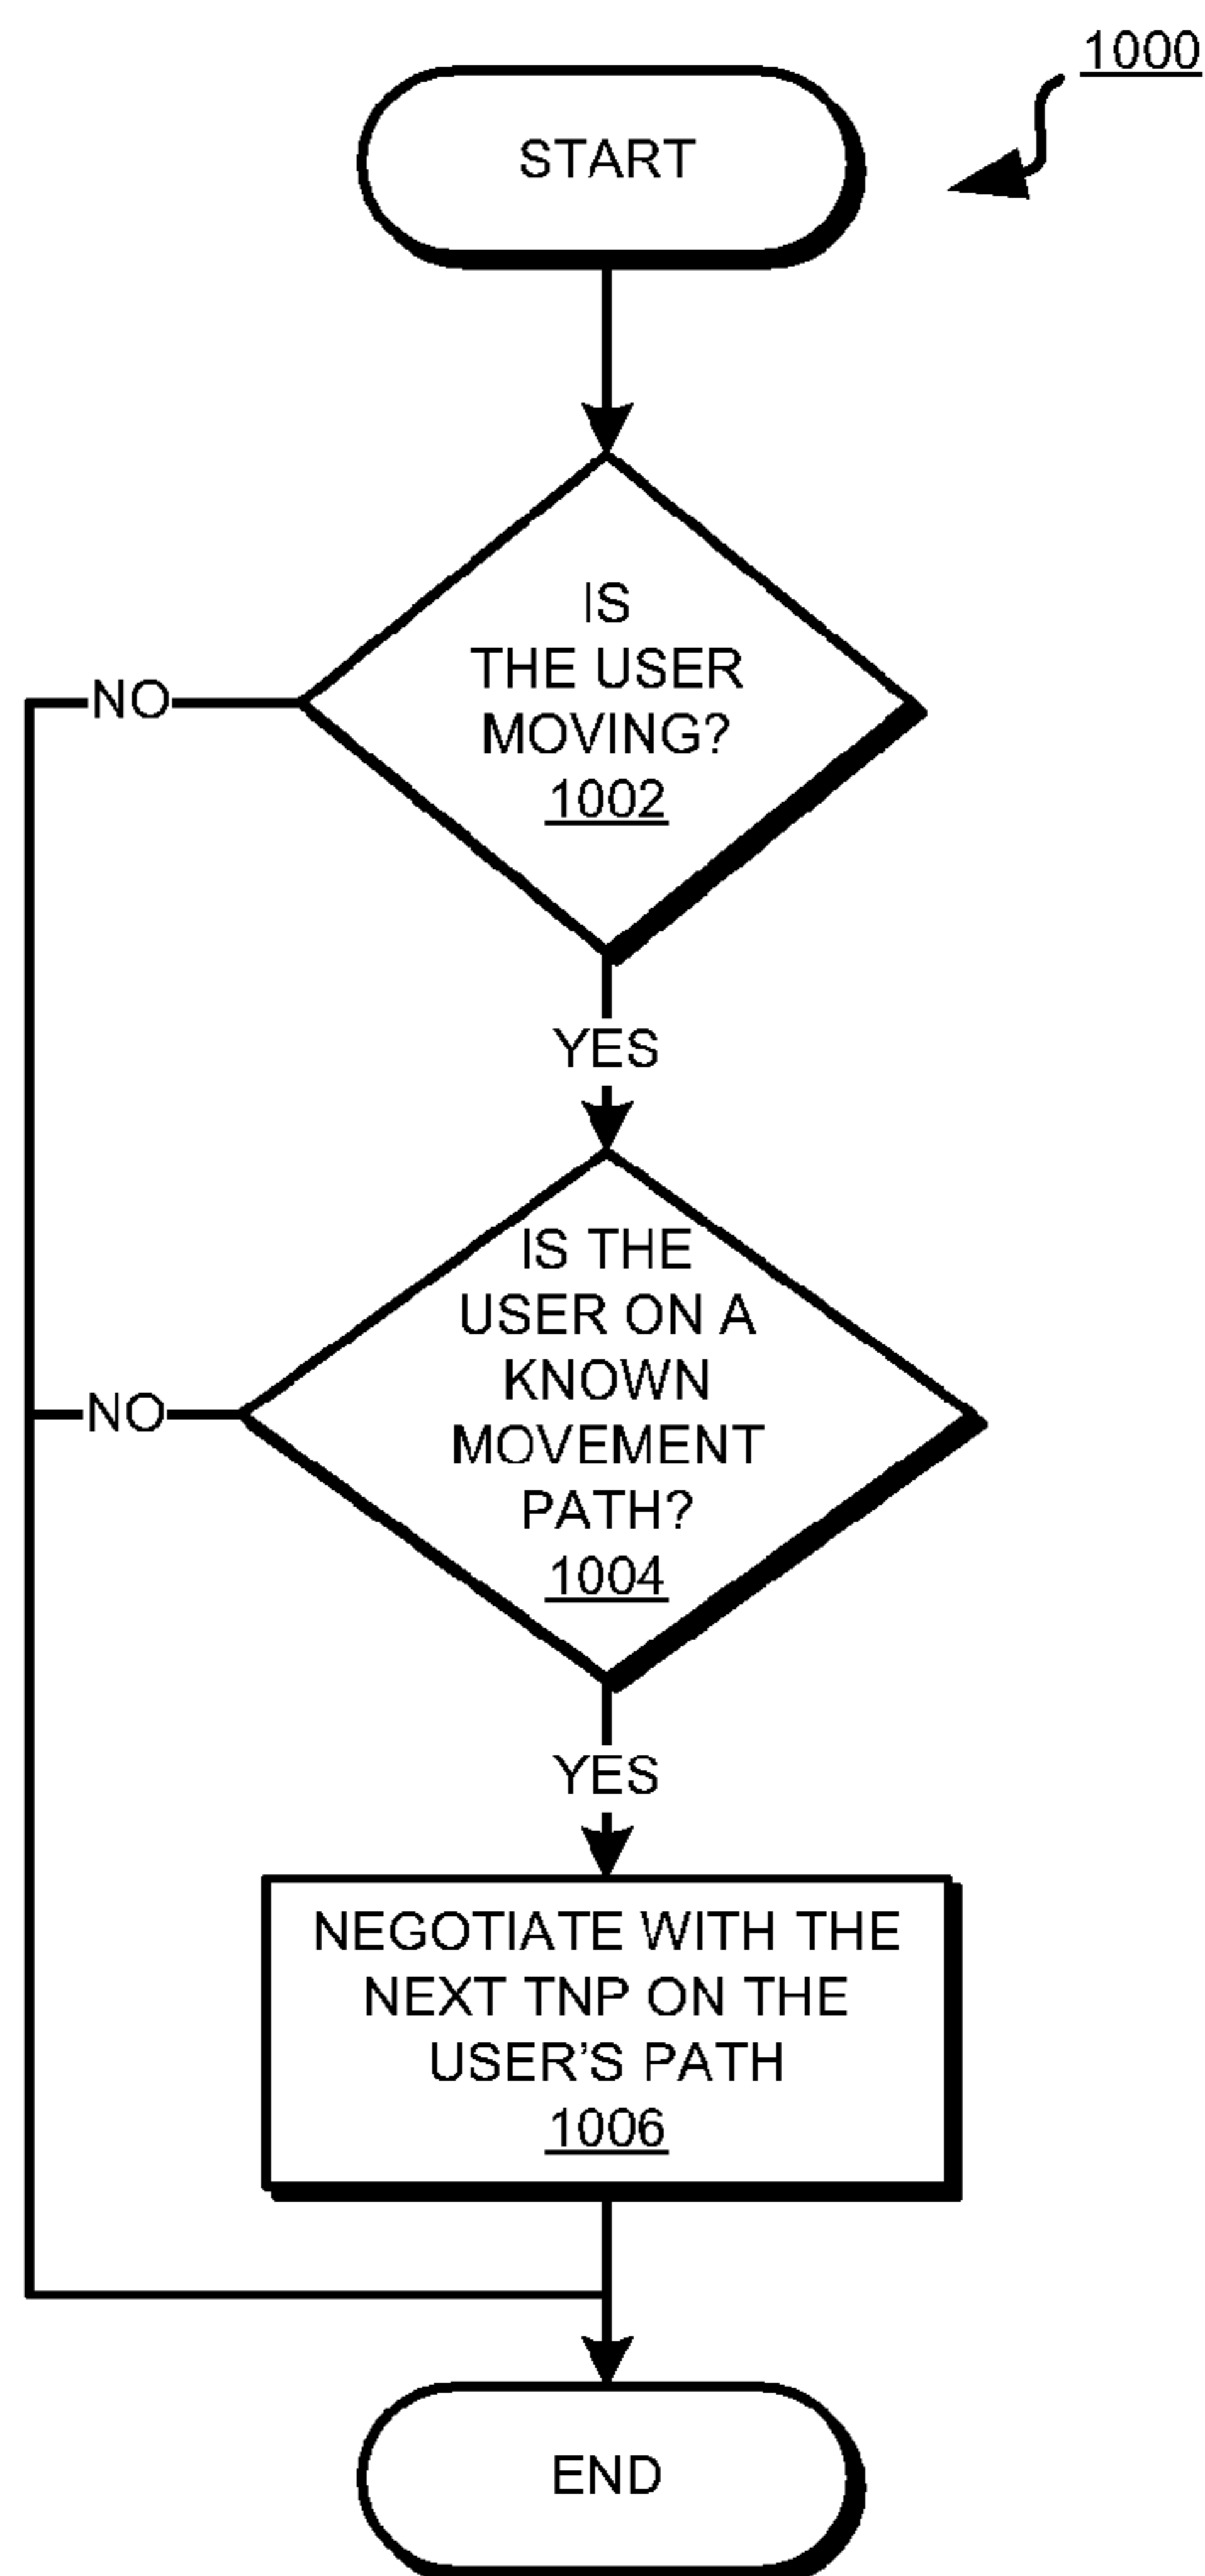 1000
START
IS
THE USER
MOVING?
1002
NO
YES
IS THE
USER ON A
KNOWN
MOVEMENT
PATH?
1004
NO
YES
NEGOTIATE WITH THE
NEXT TNP ON THE
USER'S PATH
1006
END